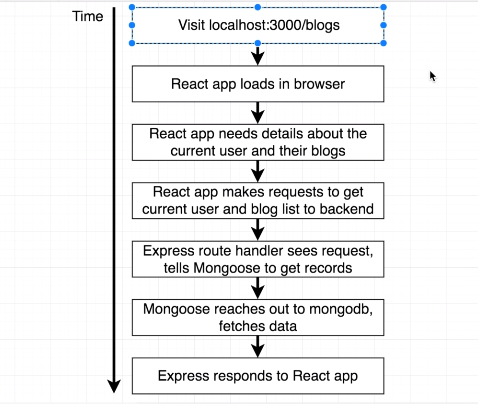 Time
Visit localhost:3000/blogs
React app loads in browser
React app needs details about the
current user and their blogs
React app makes requests to get
current user and blog list to backend
Express route handler sees request,
tells Mongoose to get records
Mongoose reaches out to mongodb,
fetches data
Express responds to React app